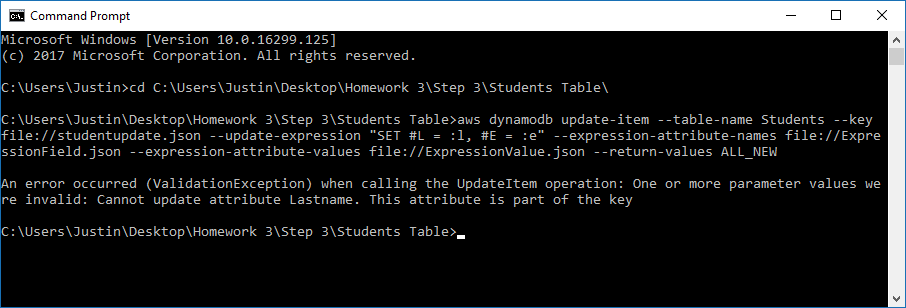 Command Prompt
Microsoft Windows [Version 10.0.16299.125]
(c) 2017 Microsoft Corporation. All rights reserved.
C:\Users\Justin>cd C:\Users\Justin\Desktop\Homework 3\Step 3\Students Table\
C:\Users\Justin\Desktop\Homework 3\Step 3\Students Table>aws dynamodb update-item --table-name Students --key
file://studentupdate.json --update-expression "SET #L = :l, #E = :e" --expression-attribute-names file://Expre
ssionField.json --expression-attribute-values file://ExpressionValue.json --return-values ALL_NEW
An error occurred (ValidationException) when calling the UpdateItem operation: One or more parameter values we
re invalid: Cannot update attribute Lastname. This attribute is part of the key
C:\Users\Justin\Desktop\Homework 3\Step 3\Students Table>